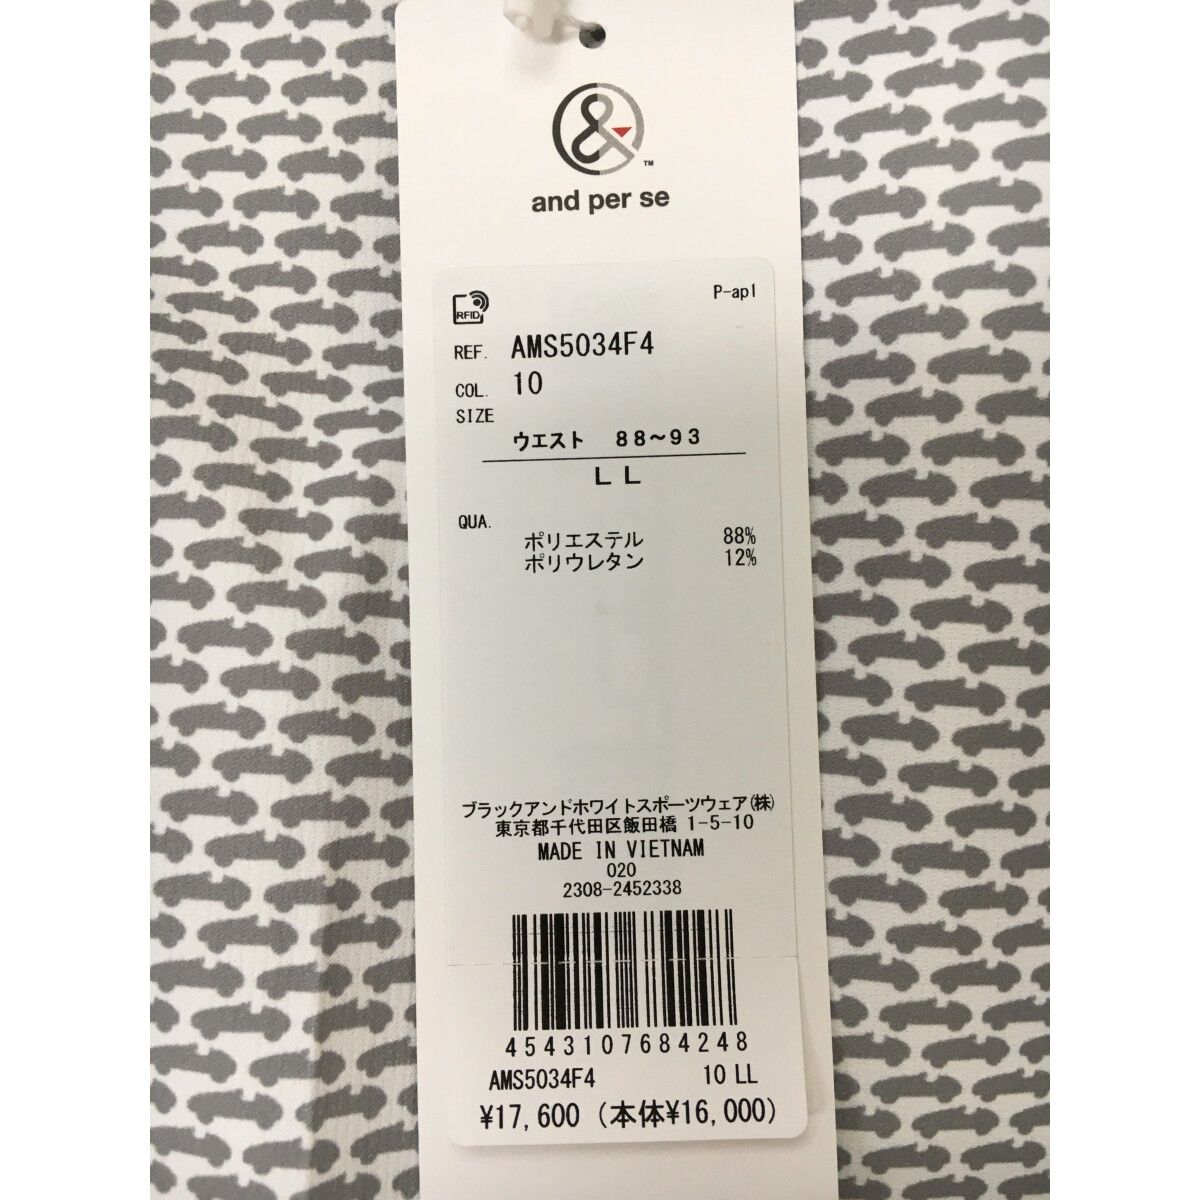 &
™
and per se
P-ap1
RFID
REF. AMS5034F4
COL. 10
SIZE
ウエスト 88~93
LL
QUA.
ポリエステル 88%
ポリウレタン 12%
ブラックアンドホワイトスポーツウェア(株)
東京都千代田区飯田橋 1-5-10
MADE IN VIETNAM
020
2308-2452338
4543107684248
AMS5034F4 10 LL
¥17,600 (本体¥16,000)